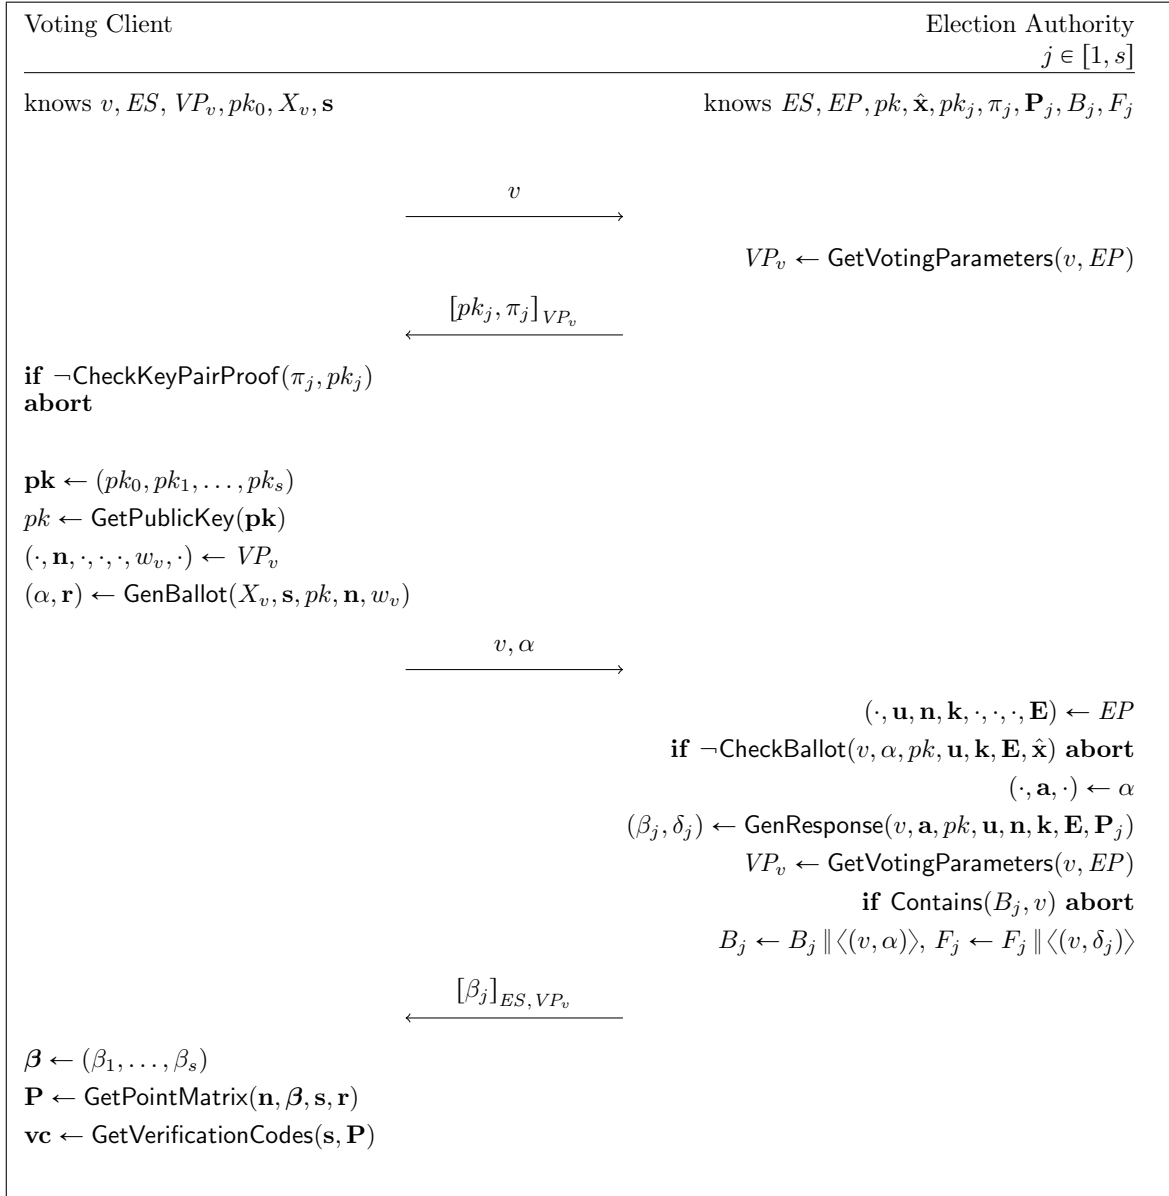 Voting Client Election Authority
j ∈ [1, s]
knows v, ES, VP_v, pk_0, X_v, **s** knows ES, EP, pk, **x̂**, pk_j, π_j, **P**_j, B_j, F_j
v
VP_v ← GetVotingParameters(v, EP)
[pk_j, π_j]_{VP_v}
**if** ¬CheckKeyPairProof(π_j, pk_j)
**abort**
**pk** ← (pk_0, pk_1, . . . , pk_s)
pk ← GetPublicKey(**pk**)
(·, **n**, ·, ·, ·, w_v, ·) ← VP_v
(α, **r**) ← GenBallot(X_v, **s**, pk, **n**, w_v)
v, α
(·, **u**, **n**, **k**, ·, ·, ·, **E**) ← EP
**if** ¬CheckBallot(v, α, pk, **u**, **k**, **E**, **x̂**) **abort**
(·, **a**, ·) ← α
(β_j, δ_j) ← GenResponse(v, **a**, pk, **u**, **n**, **k**, **E**, **P**_j)
VP_v ← GetVotingParameters(v, EP)
**if** Contains(B_j, v) **abort**
B_j ← B_j ∥ ⟨(v, α)⟩, F_j ← F_j ∥ ⟨(v, δ_j)⟩
[β_j]_{ES,VP_v}
**β** ← (β_1, . . . , β_s)
**P** ← GetPointMatrix(**n**, **β**, **s**, **r**)
**vc** ← GetVerificationCodes(**s**, **P**)